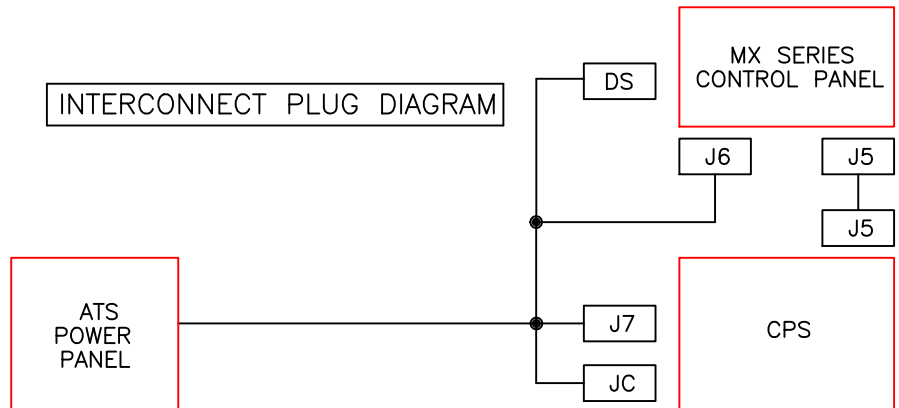 MX SERIES
CONTROL PANEL
DS
INTERCONNECT PLUG DIAGRAM
J6
J5
J5
ATS
POWER
PANEL
J7
CPS
JC